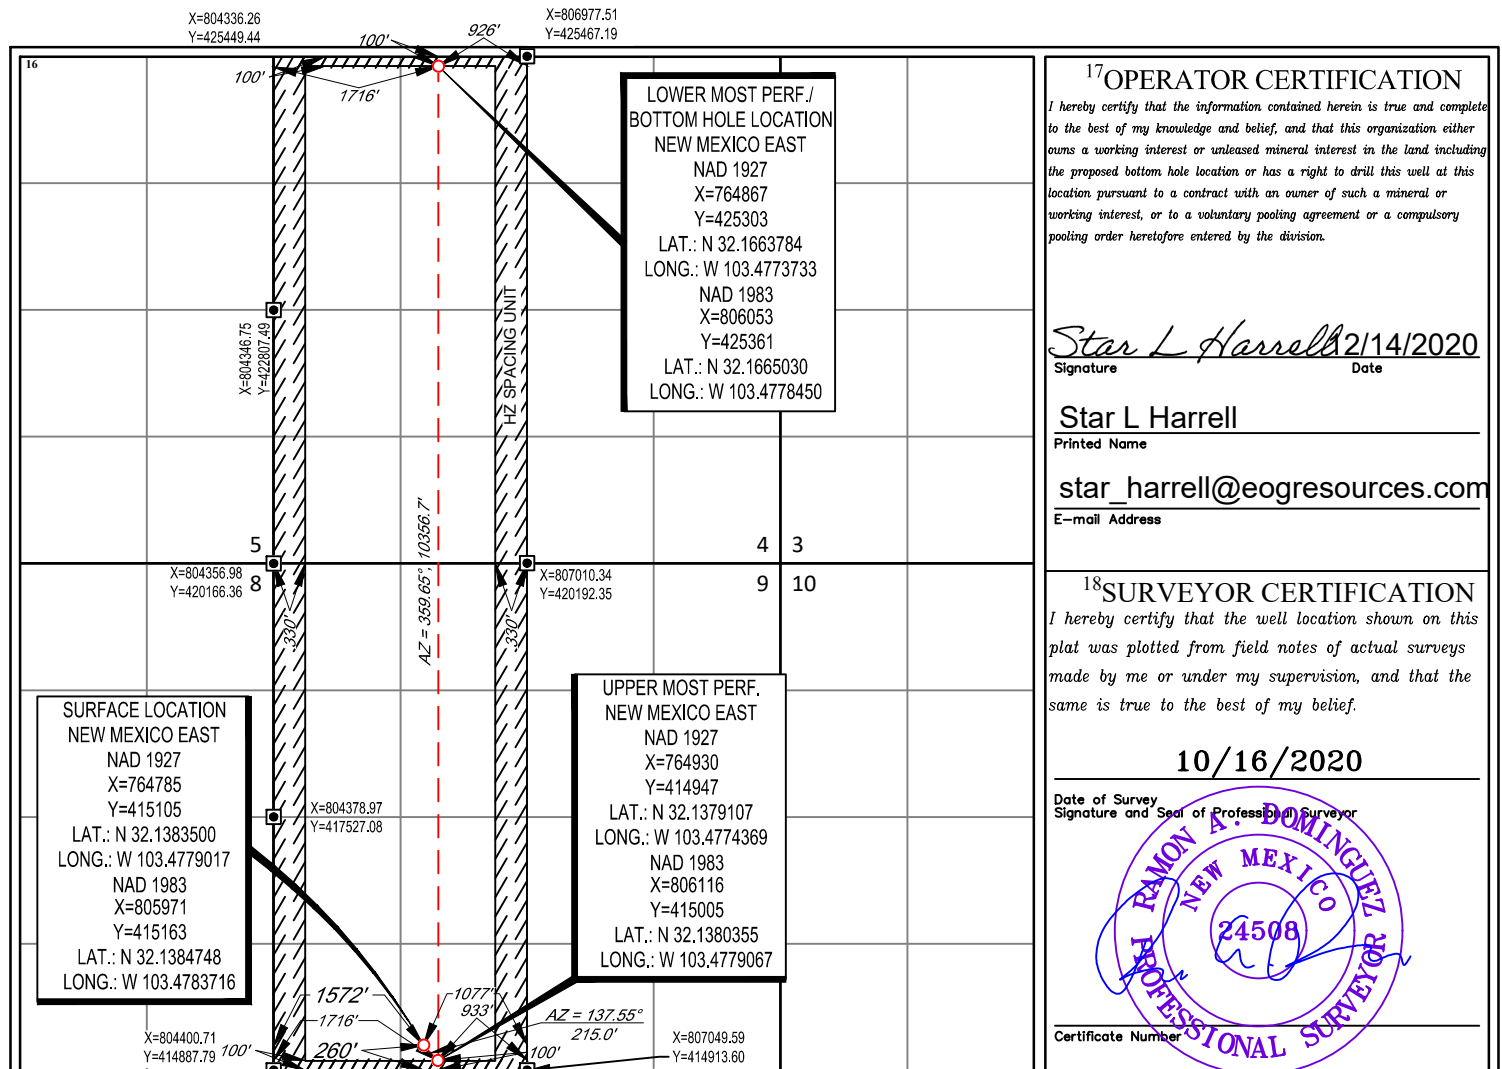 X=804336.26
Y=425449.44
X=806977.51
Y=425467.19
16
100'
926'
100'
1716'
LOWER MOST PERF./
BOTTOM HOLE LOCATION
NEW MEXICO EAST
NAD 1927
X=764867
Y=425303
LAT.: N 32.1663784
LONG.: W 103.4773733
NAD 1983
X=806053
Y=425361
LAT.: N 32.1665030
LONG.: W 103.4778450
X=804346.75
Y=422807.49
HZ SPACING UNIT
AZ = 359.65°, 10356.7'
5
8
4
3
9
10
X=804356.98
Y=420166.36
X=807010.34
Y=420192.35
330'
330'
SURFACE LOCATION
NEW MEXICO EAST
NAD 1927
X=764785
Y=415105
LAT.: N 32.1383500
LONG.: W 103.4779017
NAD 1983
X=805971
Y=415163
LAT.: N 32.1384748
LONG.: W 103.4783716
X=804378.97
Y=417527.08
UPPER MOST PERF.
NEW MEXICO EAST
NAD 1927
X=764930
Y=414947
LAT.: N 32.1379107
LONG.: W 103.4774369
NAD 1983
X=806116
Y=415005
LAT.: N 32.1380355
LONG.: W 103.4779067
1572'
1077'
1716'
933'
AZ = 137.55°
215.0'
X=804400.71
Y=414887.79
100'
260'
100'
X=807049.59
Y=414913.60
17 OPERATOR CERTIFICATION
I hereby certify that the information contained herein is true and complete
to the best of my knowledge and belief, and that this organization either
owns a working interest or unleased mineral interest in the land including
the proposed bottom hole location or has a right to drill this well at this
location pursuant to a contract with an owner of such a mineral or
working interest, or to a voluntary pooling agreement or a compulsory
pooling order heretofore entered by the division.
Star L Harrell 12/14/2020
Signature Date
Star L Harrell
Printed Name
star_harrell@eogresources.com
E-mail Address
18 SURVEYOR CERTIFICATION
I hereby certify that the well location shown on this
plat was plotted from field notes of actual surveys
made by me or under my supervision, and that the
same is true to the best of my belief.
10/16/2020
Date of Survey
Signature and Seal of Professional Surveyor
RAMON A. DOMINGUEZ
NEW MEXICO
24508
PROFESSIONAL SURVEYOR
Certificate Number